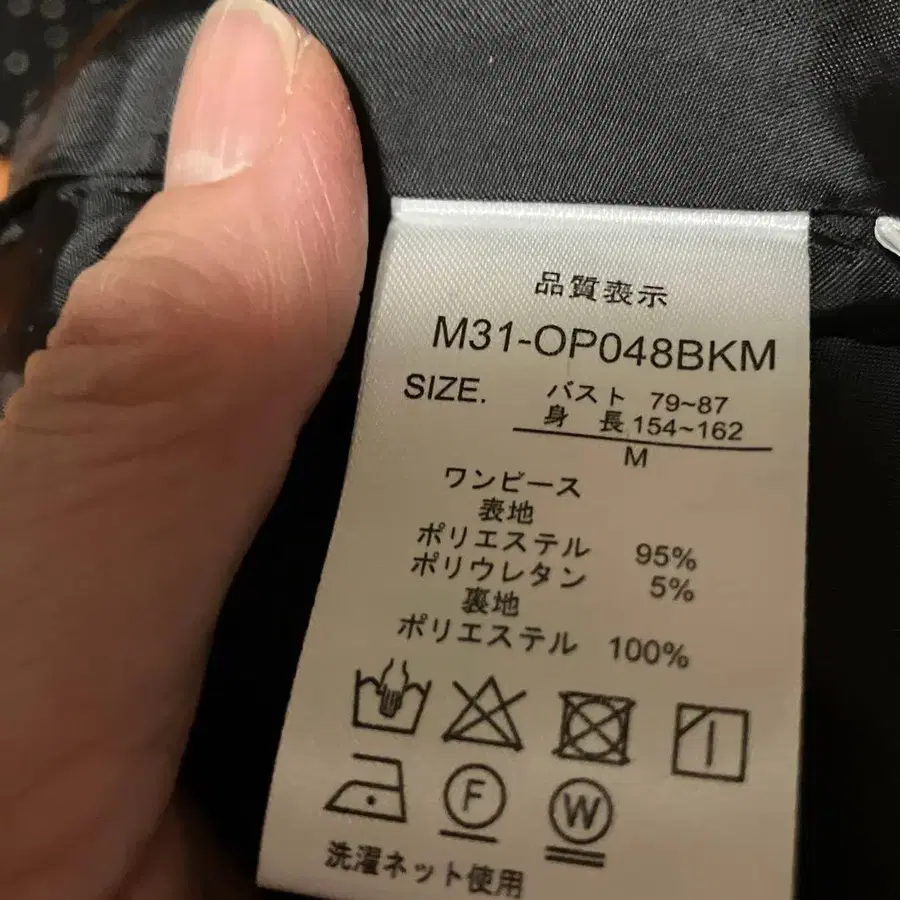 品質表示
M31-OP048BKM
SIZE. バスト 79~87
身 長 154~162
M
ワンピース
表地
ポリエステル 95%
ポリウレタン 5%
裏地
ポリエステル 100%
F W
洗濯ネット使用